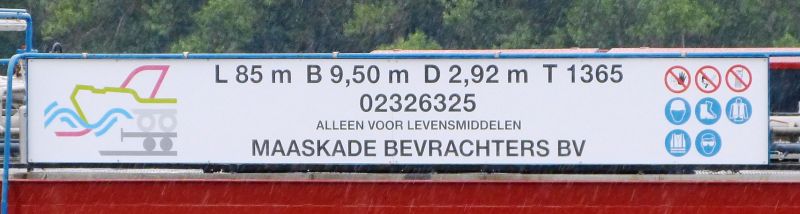 L 85 m B 9,50 m D 2,92 m T 1365
02326325
ALLEEN VOOR LEVENSMIDDELEN
MAASKADE BEVRACHTERS BV